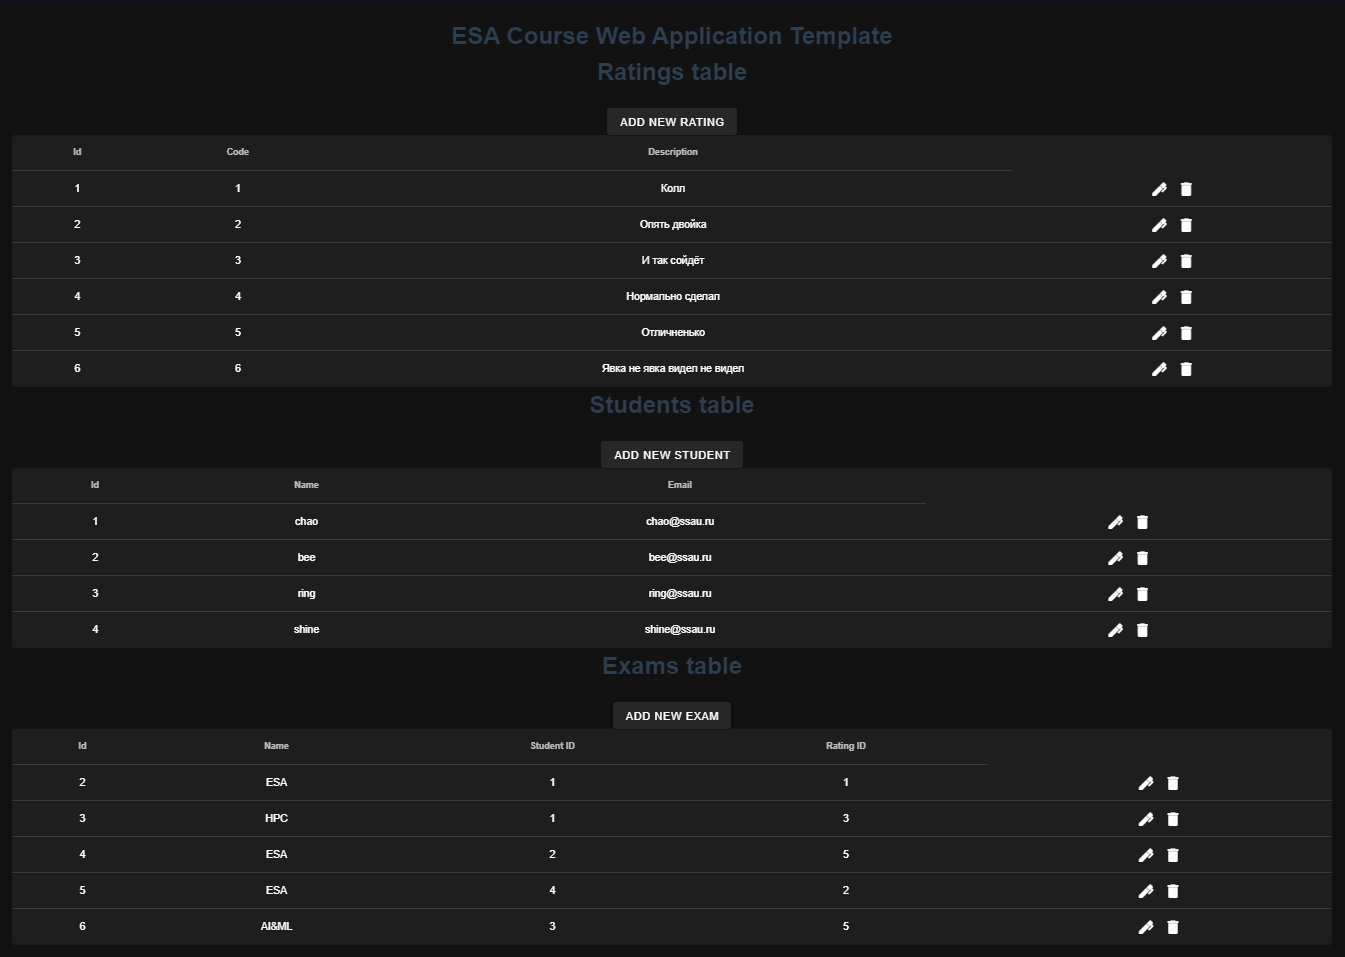 ESA Course Web Application Template
Ratings table
ADD NEW RATING
Id Code Description
1 1 Колл
2 2 Опять двойка
3 3 И так сойдёт
4 4 Нормально сделал
5 5 Отличненько
6 6 Явка не явка видел не видел
Students table
ADD NEW STUDENT
Id Name Email
1 chao chao@ssau.ru
2 bee bee@ssau.ru
3 ring ring@ssau.ru
4 shine shine@ssau.ru
Exams table
ADD NEW EXAM
Id Name Student ID Rating ID
2 ESA 1 1
3 HPC 1 3
4 ESA 2 5
5 ESA 4 2
6 AI&ML 3 5